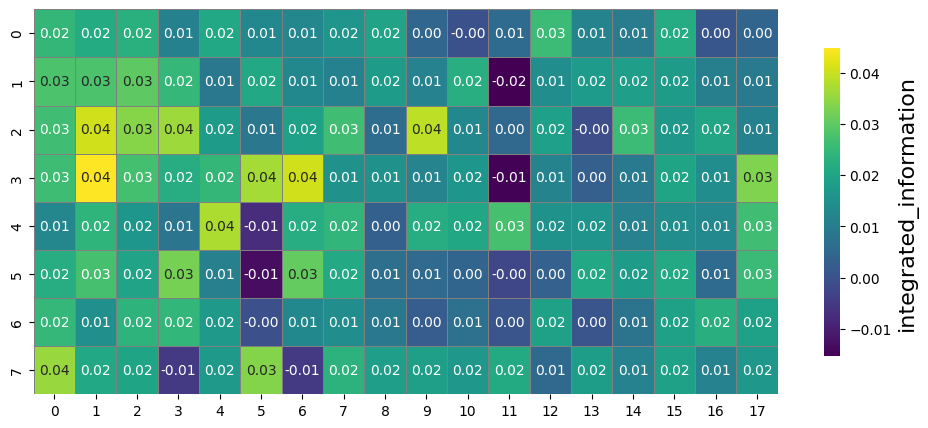 0 0.02 0.02 0.02 0.01 0.02 0.01 0.01 0.02 0.02 0.00 -0.00 0.01 0.03 0.01 0.01 0.02 0.00 0.00
1 0.03 0.03 0.03 0.02 0.01 0.02 0.01 0.01 0.02 0.01 0.02 -0.02 0.01 0.02 0.02 0.02 0.01 0.01
2 0.03 0.04 0.03 0.04 0.02 0.01 0.02 0.03 0.01 0.04 0.01 0.00 0.02 -0.00 0.03 0.02 0.02 0.01
3 0.03 0.04 0.03 0.02 0.02 0.04 0.04 0.01 0.01 0.01 0.02 -0.01 0.01 0.00 0.01 0.02 0.01 0.03
4 0.01 0.02 0.02 0.01 0.04 -0.01 0.02 0.02 0.00 0.02 0.02 0.03 0.02 0.02 0.01 0.01 0.01 0.03
5 0.02 0.03 0.02 0.03 0.01 -0.01 0.03 0.02 0.01 0.01 0.00 -0.00 0.00 0.02 0.02 0.02 0.01 0.03
6 0.02 0.01 0.02 0.02 0.02 -0.00 0.01 0.01 0.01 0.00 0.01 0.00 0.02 0.00 0.01 0.02 0.02 0.02
7 0.04 0.02 0.02 -0.01 0.02 0.03 -0.01 0.02 0.02 0.02 0.02 0.02 0.01 0.02 0.02 0.02 0.01 0.02
0 1 2 3 4 5 6 7 8 9 10 11 12 13 14 15 16 17
0.04
0.03
0.02
0.01
0.00
−0.01
integrated_information